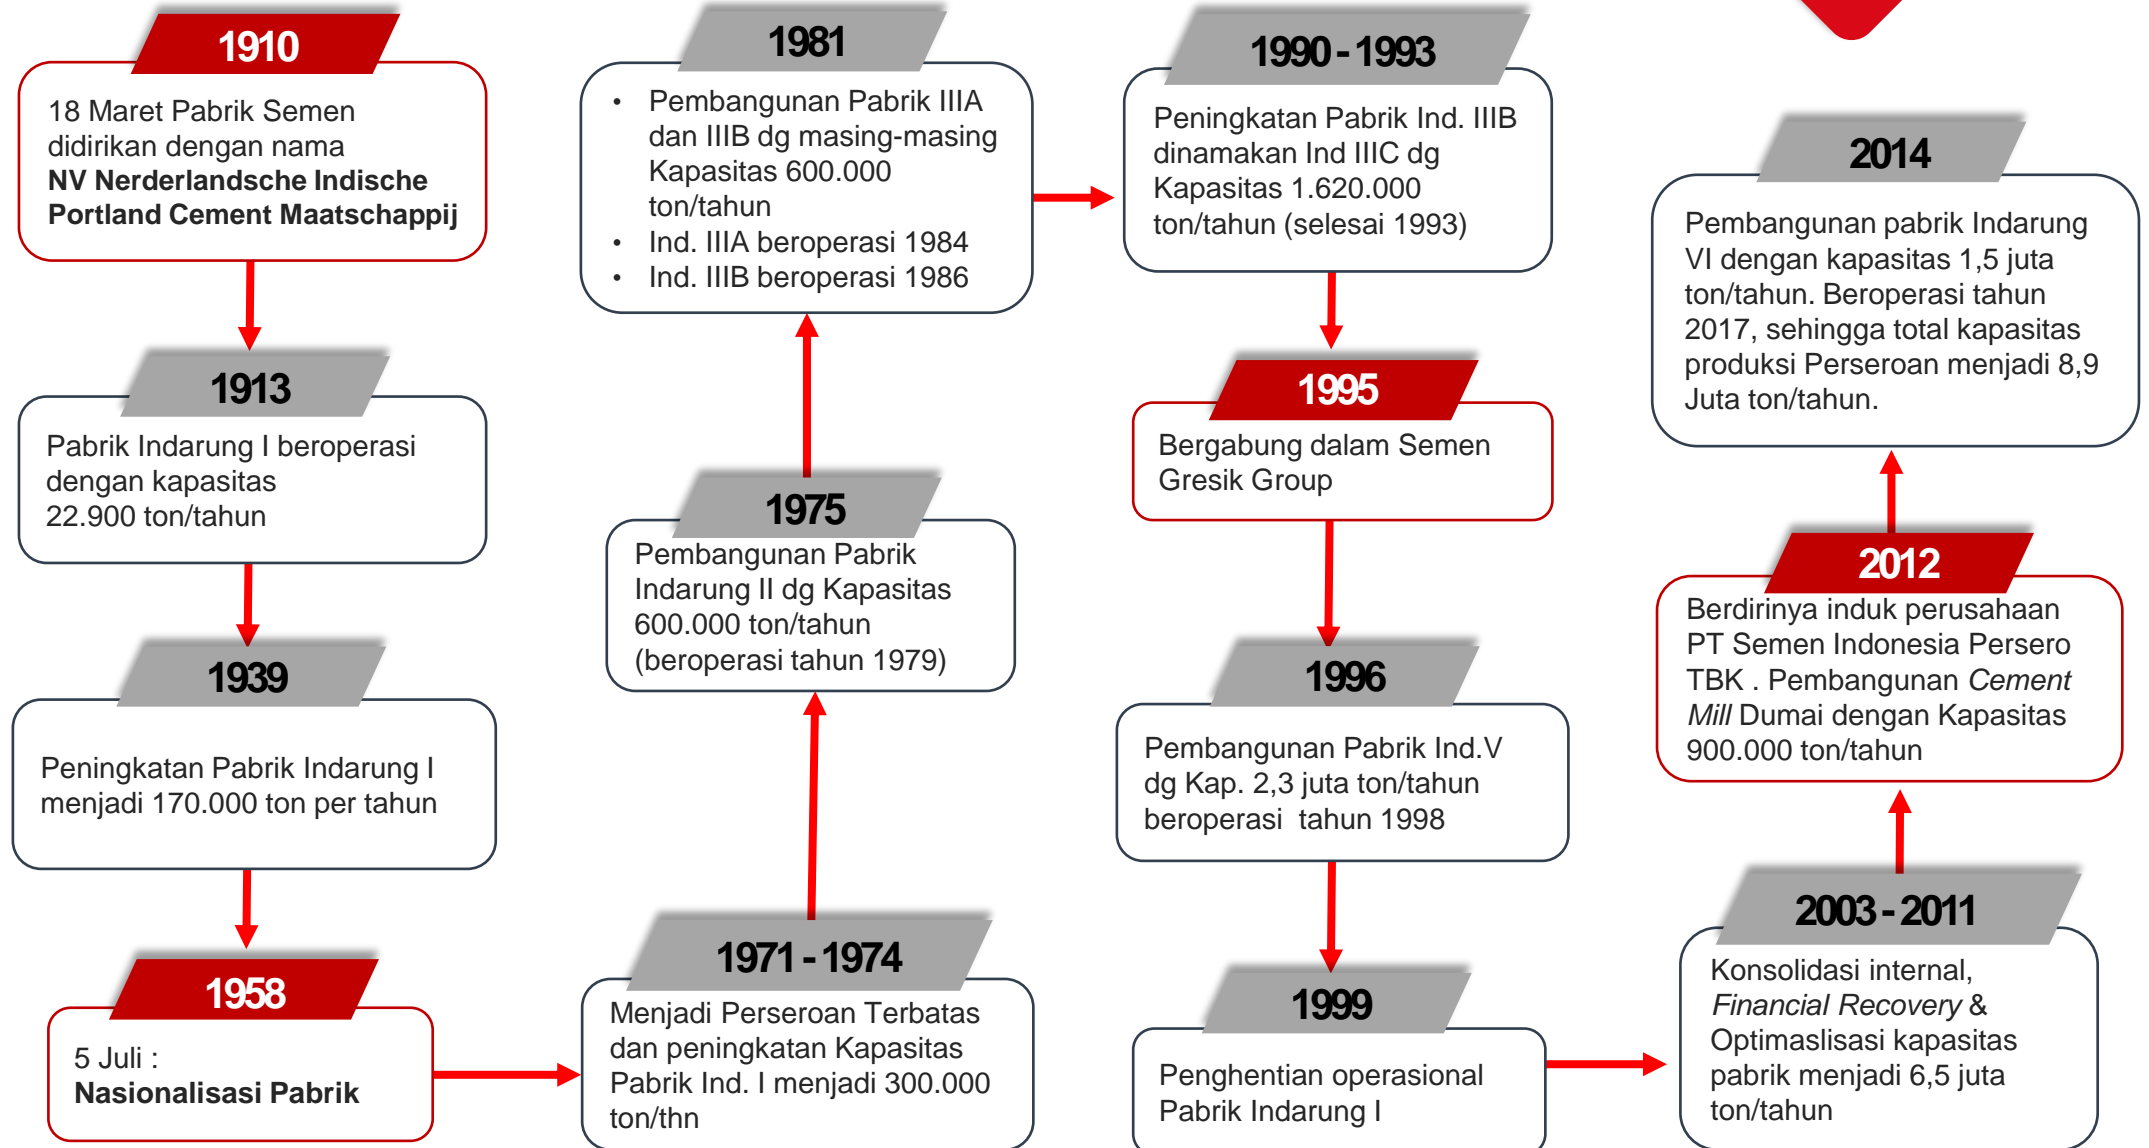 1910
18 Maret Pabrik Semen
didirikan dengan nama
NV Nerderlandsche Indische
Portland Cement Maatschappij
1913
Pabrik Indarung I beroperasi
dengan kapasitas
22.900 ton/tahun
1939
Peningkatan Pabrik Indarung I
menjadi 170.000 ton per tahun
1958
5 Juli :
Nasionalisasi Pabrik
1971 - 1974
Menjadi Perseroan Terbatas
dan peningkatan Kapasitas
Pabrik Ind. I menjadi 300.000
ton/thn
1975
Pembangunan Pabrik
Indarung II dg Kapasitas
600.000 ton/tahun
(beroperasi tahun 1979)
1981
• Pembangunan Pabrik IIIA
dan IIIB dg masing-masing
Kapasitas 600.000
ton/tahun
• Ind. IIIA beroperasi 1984
• Ind. IIIB beroperasi 1986
1990 - 1993
Peningkatan Pabrik Ind. IIIB
dinamakan Ind IIIC dg
Kapasitas 1.620.000
ton/tahun (selesai 1993)
1995
Bergabung dalam Semen
Gresik Group
1996
Pembangunan Pabrik Ind.V
dg Kap. 2,3 juta ton/tahun
beroperasi tahun 1998
1999
Penghentian operasional
Pabrik Indarung I
2003 - 2011
Konsolidasi internal,
Financial Recovery &
Optimaslisasi kapasitas
pabrik menjadi 6,5 juta
ton/tahun
2012
Berdirinya induk perusahaan
PT Semen Indonesia Persero
TBK . Pembangunan Cement
Mill Dumai dengan Kapasitas
900.000 ton/tahun
2014
Pembangunan pabrik Indarung
VI dengan kapasitas 1,5 juta
ton/tahun. Beroperasi tahun
2017, sehingga total kapasitas
produksi Perseroan menjadi 8,9
Juta ton/tahun.